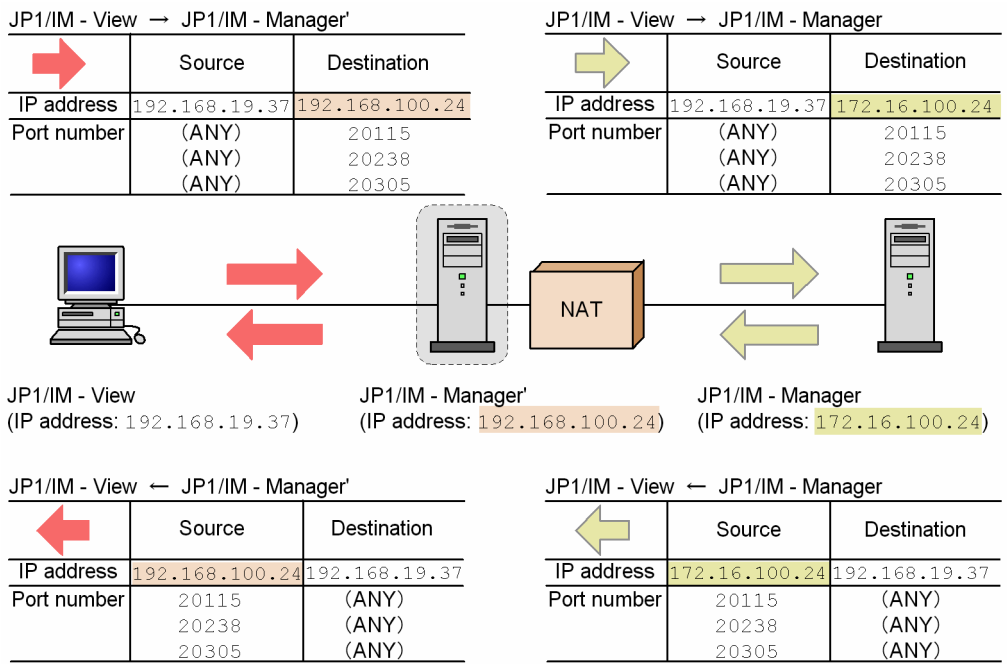 JP1/IM - View → JP1/IM - Manager'
Source Destination
IP address 192.168.19.37 192.168.100.24
Port number (ANY) 20115
(ANY) 20238
(ANY) 20305
JP1/IM - View → JP1/IM - Manager
Source Destination
IP address 192.168.19.37 172.16.100.24
Port number (ANY) 20115
(ANY) 20238
(ANY) 20305
NAT
JP1/IM - View
(IP address: 192.168.19.37)
JP1/IM - Manager'
(IP address: 192.168.100.24)
JP1/IM - Manager
(IP address: 172.16.100.24)
JP1/IM - View ← JP1/IM - Manager'
Source Destination
IP address 192.168.100.24 192.168.19.37
Port number 20115 (ANY)
20238 (ANY)
20305 (ANY)
JP1/IM - View ← JP1/IM - Manager
Source Destination
IP address 172.16.100.24 192.168.19.37
Port number 20115 (ANY)
20238 (ANY)
20305 (ANY)